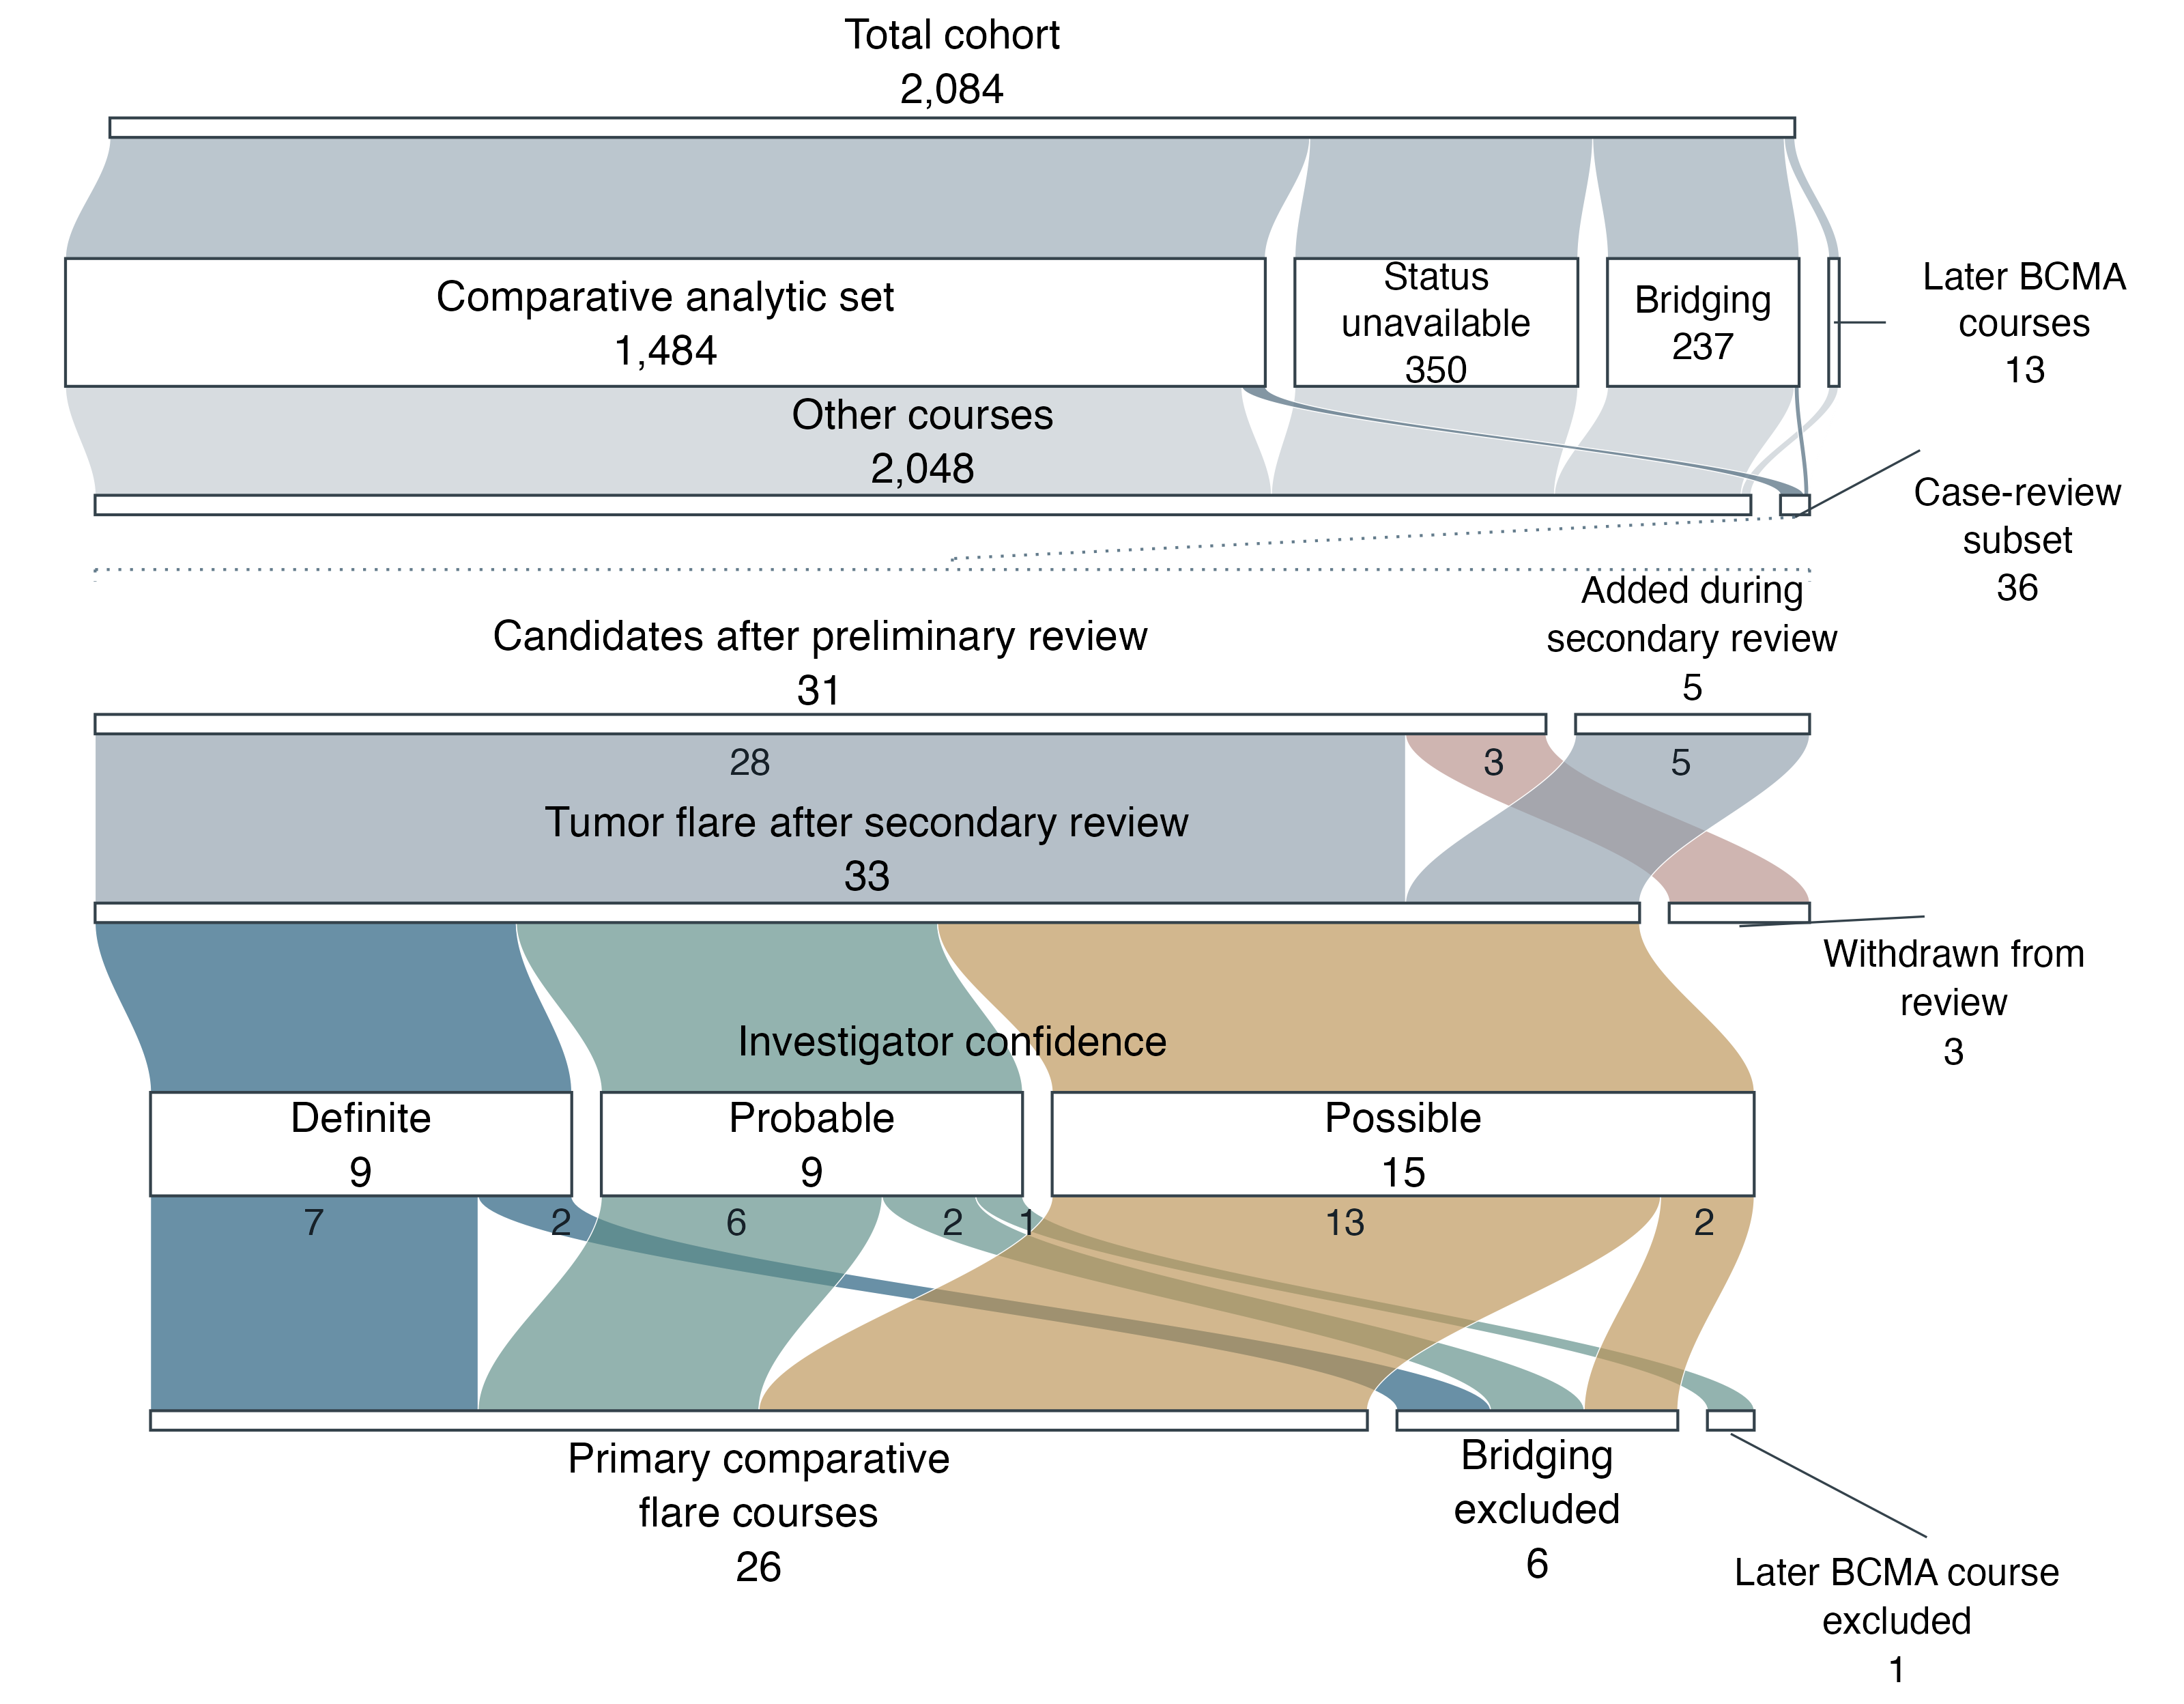 Total cohort
2,084
Comparative analytic set
1,484
Status
unavailable
350
Bridging
237
Later BCMA
courses
13
Other courses
2,048
Case-review
subset
36
Candidates after preliminary review
31
Added during
secondary review
5
28
3
5
Tumor flare after secondary review
33
Withdrawn from
review
3
Investigator confidence
Definite
9
Probable
9
Possible
15
7
2
6
2
1
13
2
Primary comparative
flare courses
26
Bridging
excluded
6
Later BCMA course
excluded
1